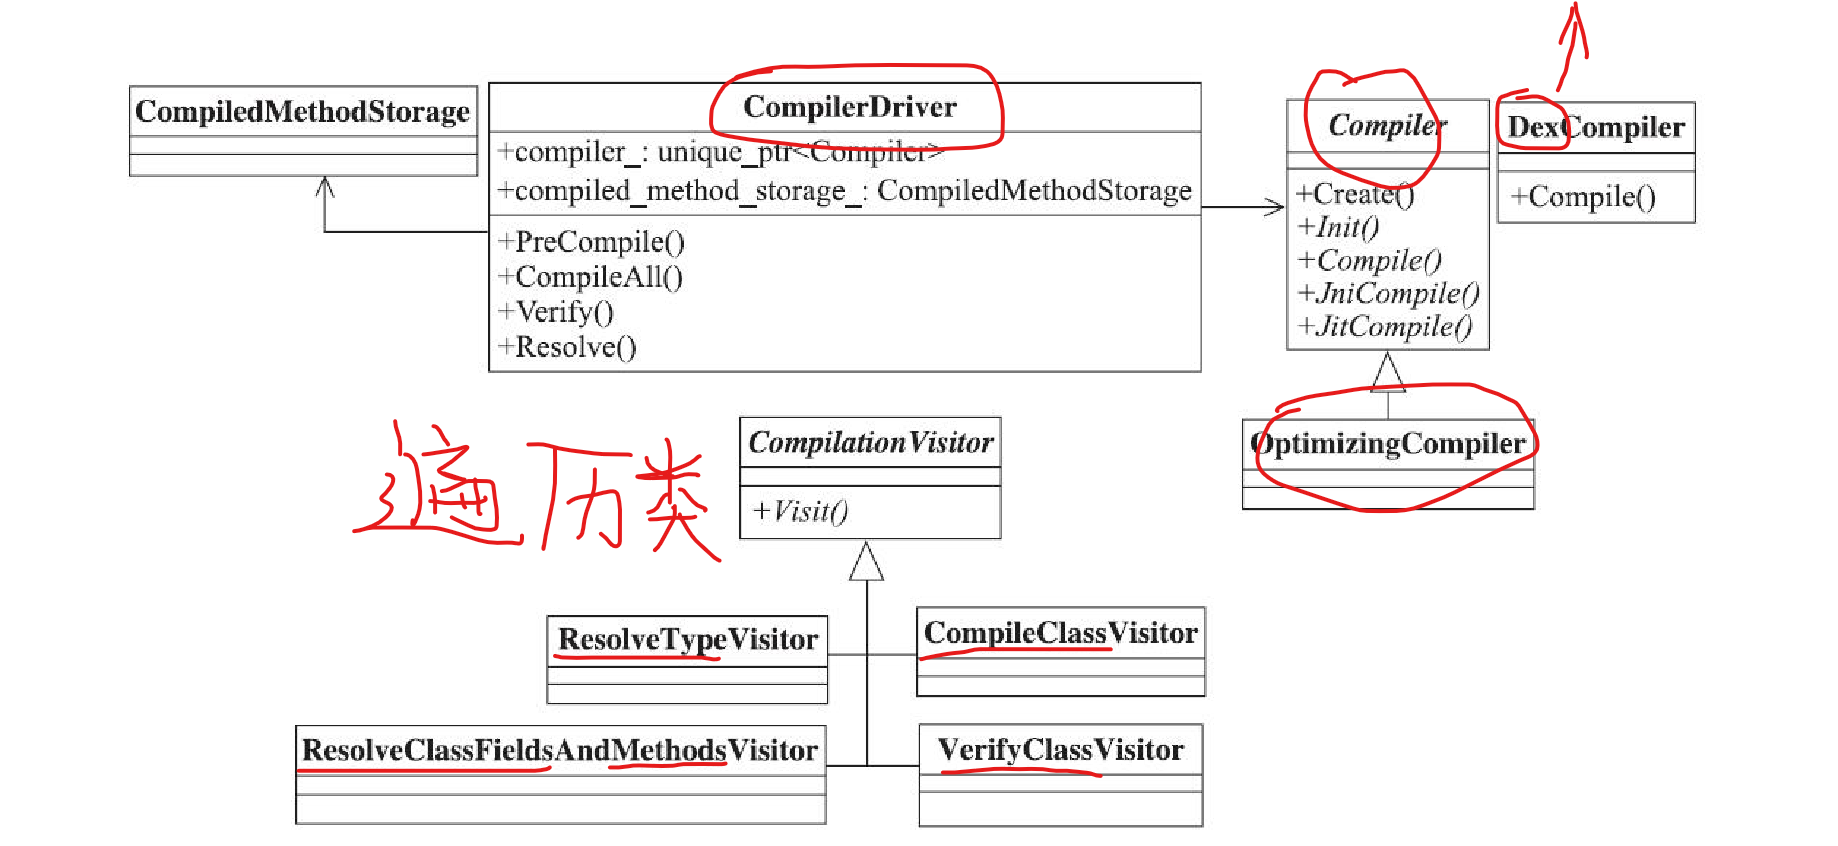 CompiledMethodStorage
CompilerDriver
+compiler_: unique_ptr<Compiler>
+compiled_method_storage_: CompiledMethodStorage
+PreCompile()
+CompileAll()
+Verify()
+Resolve()
Compiler
+Create()
+Init()
+Compile()
+JniCompile()
+JitCompile()
DexCompiler
+Compile()
OptimizingCompiler
遍历类
CompilationVisitor
+Visit()
ResolveTypeVisitor
CompileClassVisitor
ResolveClassFieldsAndMethodsVisitor
VerifyClassVisitor